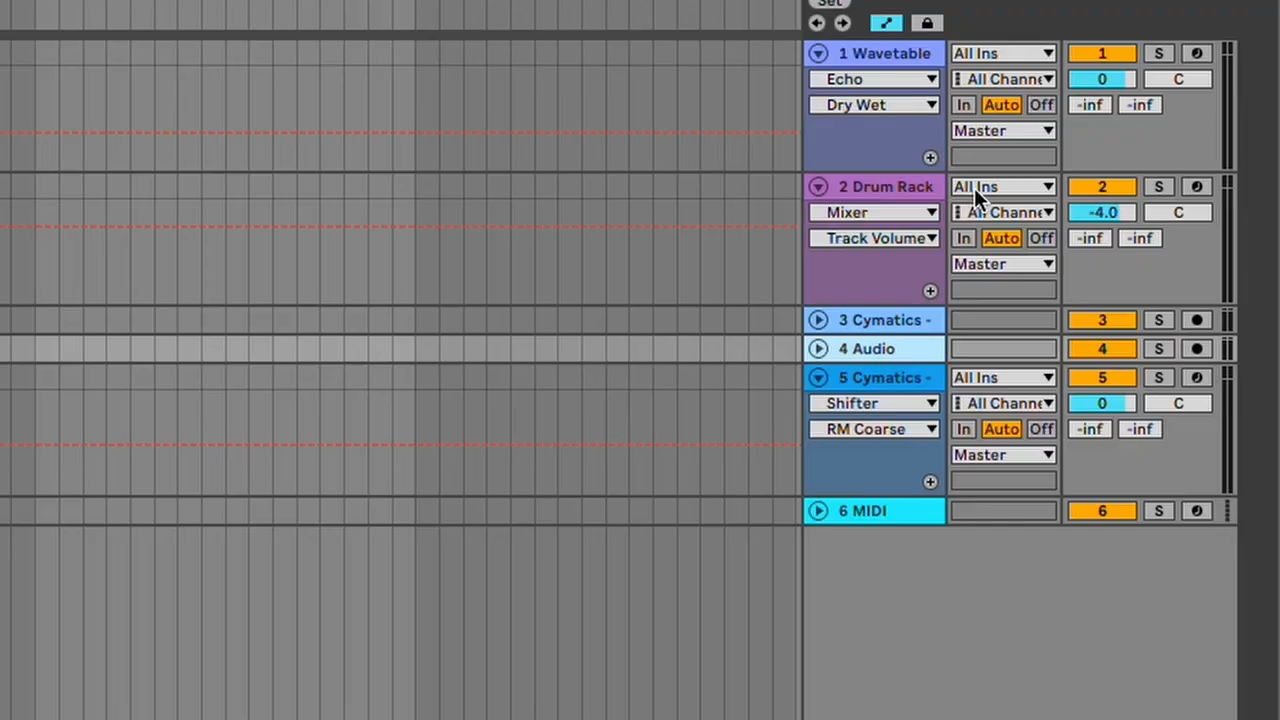 Set
1 Wavetable All Ins 1 S
Echo All Channe 0 C
Dry Wet In Auto Off -inf -inf
Master
2 Drum Rack All Ins 2 S
Mixer All Channe -4.0 C
Track Volume In Auto Off -inf -inf
Master
3 Cymatics - 3 S
4 Audio 4 S
5 Cymatics - All Ins 5 S
Shifter All Channe 0 C
RM Coarse In Auto Off -inf -inf
Master
6 MIDI 6 S